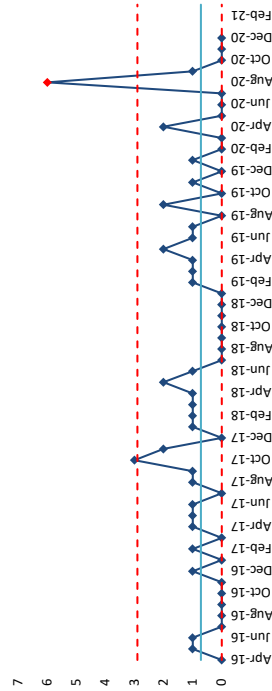 7
6
5
4
3
2
1
0
Apr-16
Jun-16
Aug-16
Oct-16
Dec-16
Feb-17
Apr-17
Jun-17
Aug-17
Oct-17
Dec-17
Feb-18
Apr-18
Jun-18
Aug-18
Oct-18
Dec-18
Feb-19
Apr-19
Jun-19
Aug-19
Oct-19
Dec-19
Feb-20
Apr-20
Jun-20
Aug-20
Oct-20
Dec-20
Feb-21